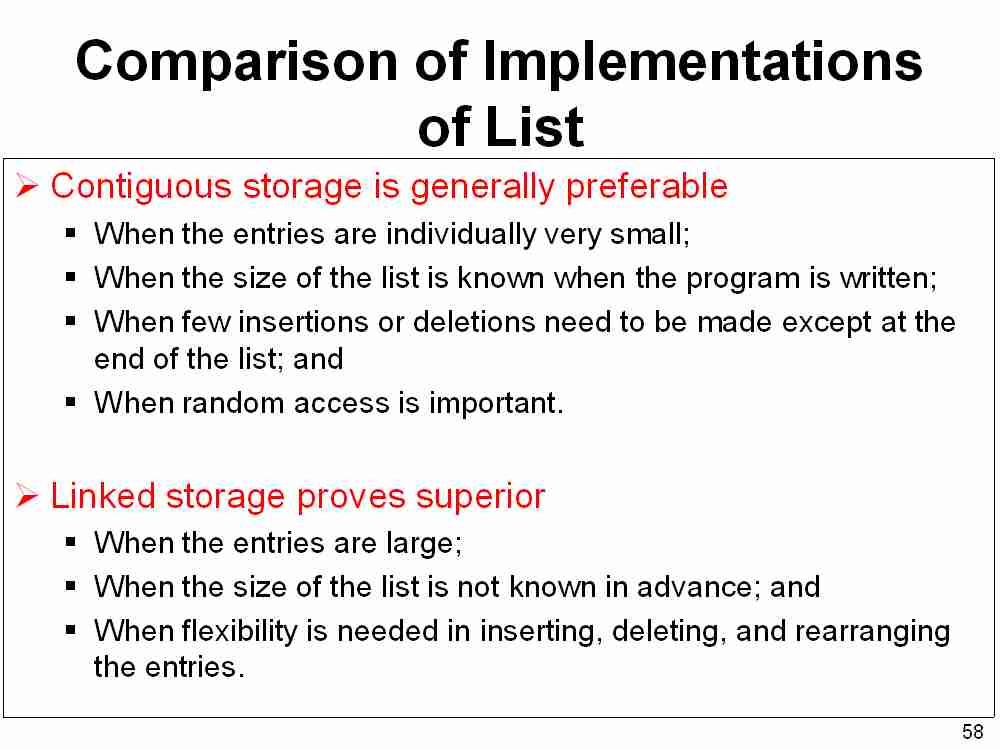 Comparison of Implementations
of List
➢ Contiguous storage is generally preferable
▪ When the entries are individually very small;
▪ When the size of the list is known when the program is written;
▪ When few insertions or deletions need to be made except at the
end of the list; and
▪ When random access is important.
➢ Linked storage proves superior
▪ When the entries are large;
▪ When the size of the list is not known in advance; and
▪ When flexibility is needed in inserting, deleting, and rearranging
the entries.
58